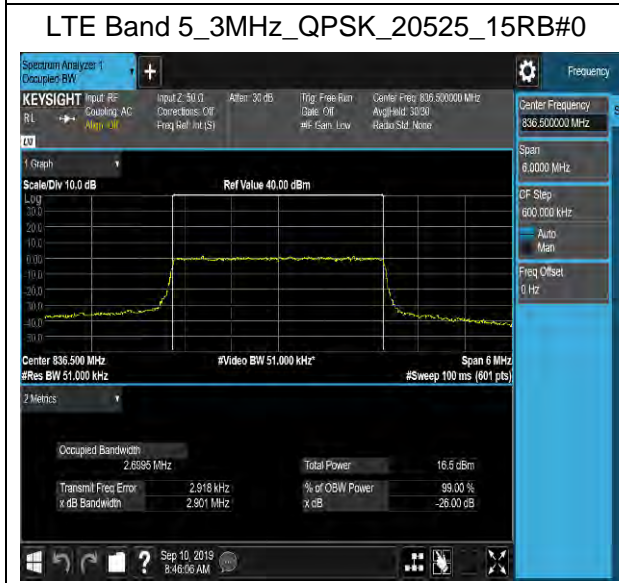 LTE Band 5_3MHz_QPSK_20525_15RB#0
Spectrum Analyzer 1
Occupied BW
+
Frequency
KEYSIGHT
Input: RF
Coupling: AC
Align: Off
Input Z: 50 Ω
Corrections: Off
Freq Ref: Int (S)
Atten: 30 dB
Trig: Free Run
Gate: Off
#IF Gain: Low
Center Freq: 836.500000 MHz
Avg|Hold: 30/30
Radio Std: None
RL
LXI
Center Frequency
836.500000 MHz
Span
6.0000 MHz
CF Step
600.000 kHz
Auto
Man
Freq Offset
0 Hz
1 Graph
Scale/Div 10.0 dB
Ref Value 40.00 dBm
Log
30.0
20.0
10.0
0.00
-10.0
-20.0
-30.0
-40.0
-50.0
Center 836.500 MHz
#Video BW 51.000 kHz*
Span 6 MHz
#Res BW 51.000 kHz
#Sweep 100 ms (601 pts)
2 Metrics
Occupied Bandwidth
2.6995 MHz
Total Power 16.5 dBm
Transmit Freq Error 2.918 kHz
% of OBW Power 99.00 %
x dB Bandwidth 2.901 MHz
x dB -26.00 dB
?
Sep 10, 2019
8:46:06 AM